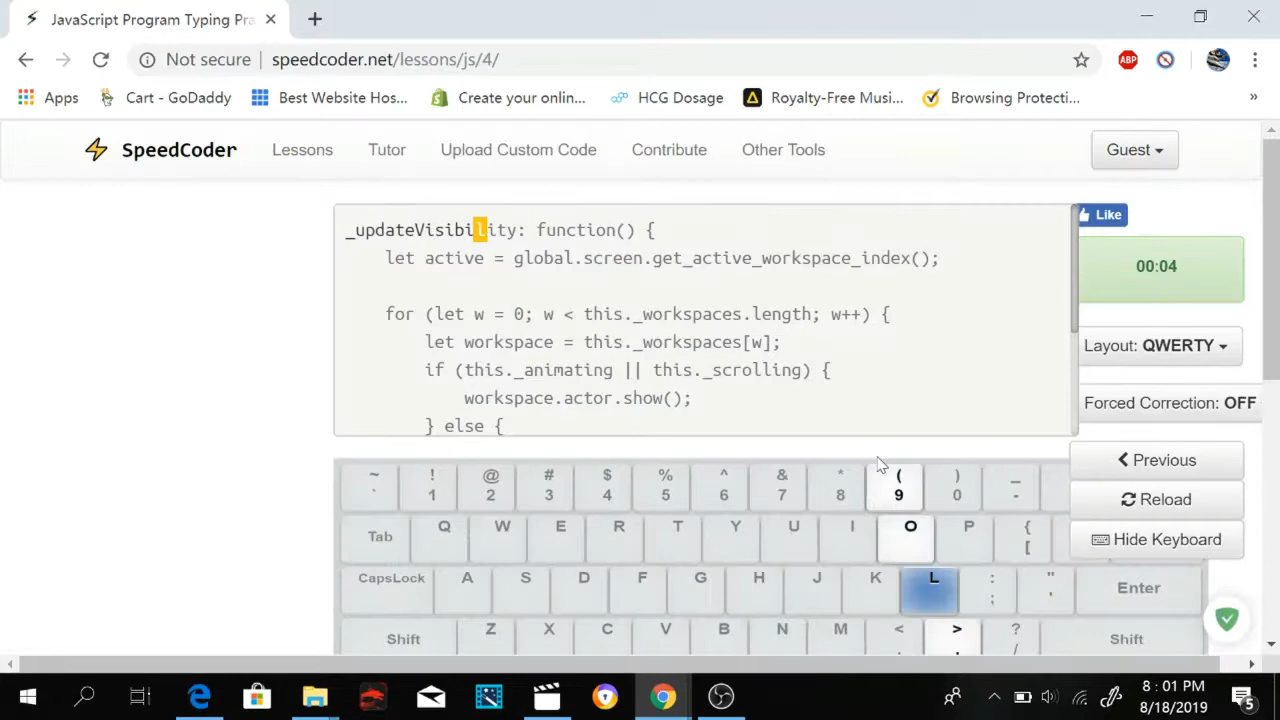 JavaScript Program Typing Pra
Not secure | speedcoder.net/lessons/js/4/
ABP
Apps Cart - GoDaddy Best Website Hos... Create your onlin... HCG Dosage Royalty-Free Musi... Browsing Protecti... »
SpeedCoder Lessons Tutor Upload Custom Code Contribute Other Tools Guest
_updateVisibility: function() {
let active = global.screen.get_active_workspace_index();
for (let w = 0; w < this._workspaces.length; w++) {
let workspace = this._workspaces[w];
if (this._animating || this._scrolling) {
workspace.actor.show();
} else {
Like
00:04
Layout: QWERTY
Forced Correction: OFF
Previous
Reload
Hide Keyboard
~ ! @ # $ % ^ & * ( ) _
` 1 2 3 4 5 6 7 8 9 0 -
Tab Q W E R T Y U I O P { [
CapsLock A S D F G H J K L : ; " ' Enter
Shift Z X C V B N M < , > . ? / Shift
8 : 01 PM
8/18/2019
5